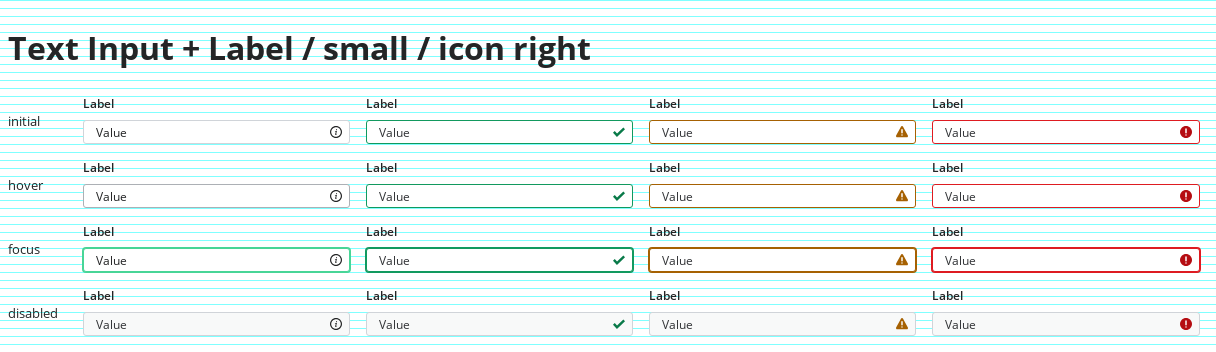 Text Input + Label / small / icon right
Label Label Label Label
initial Value Value Value Value
Label Label Label Label
hover Value Value Value Value
Label Label Label Label
focus Value Value Value Value
Label Label Label Label
disabled Value Value Value Value